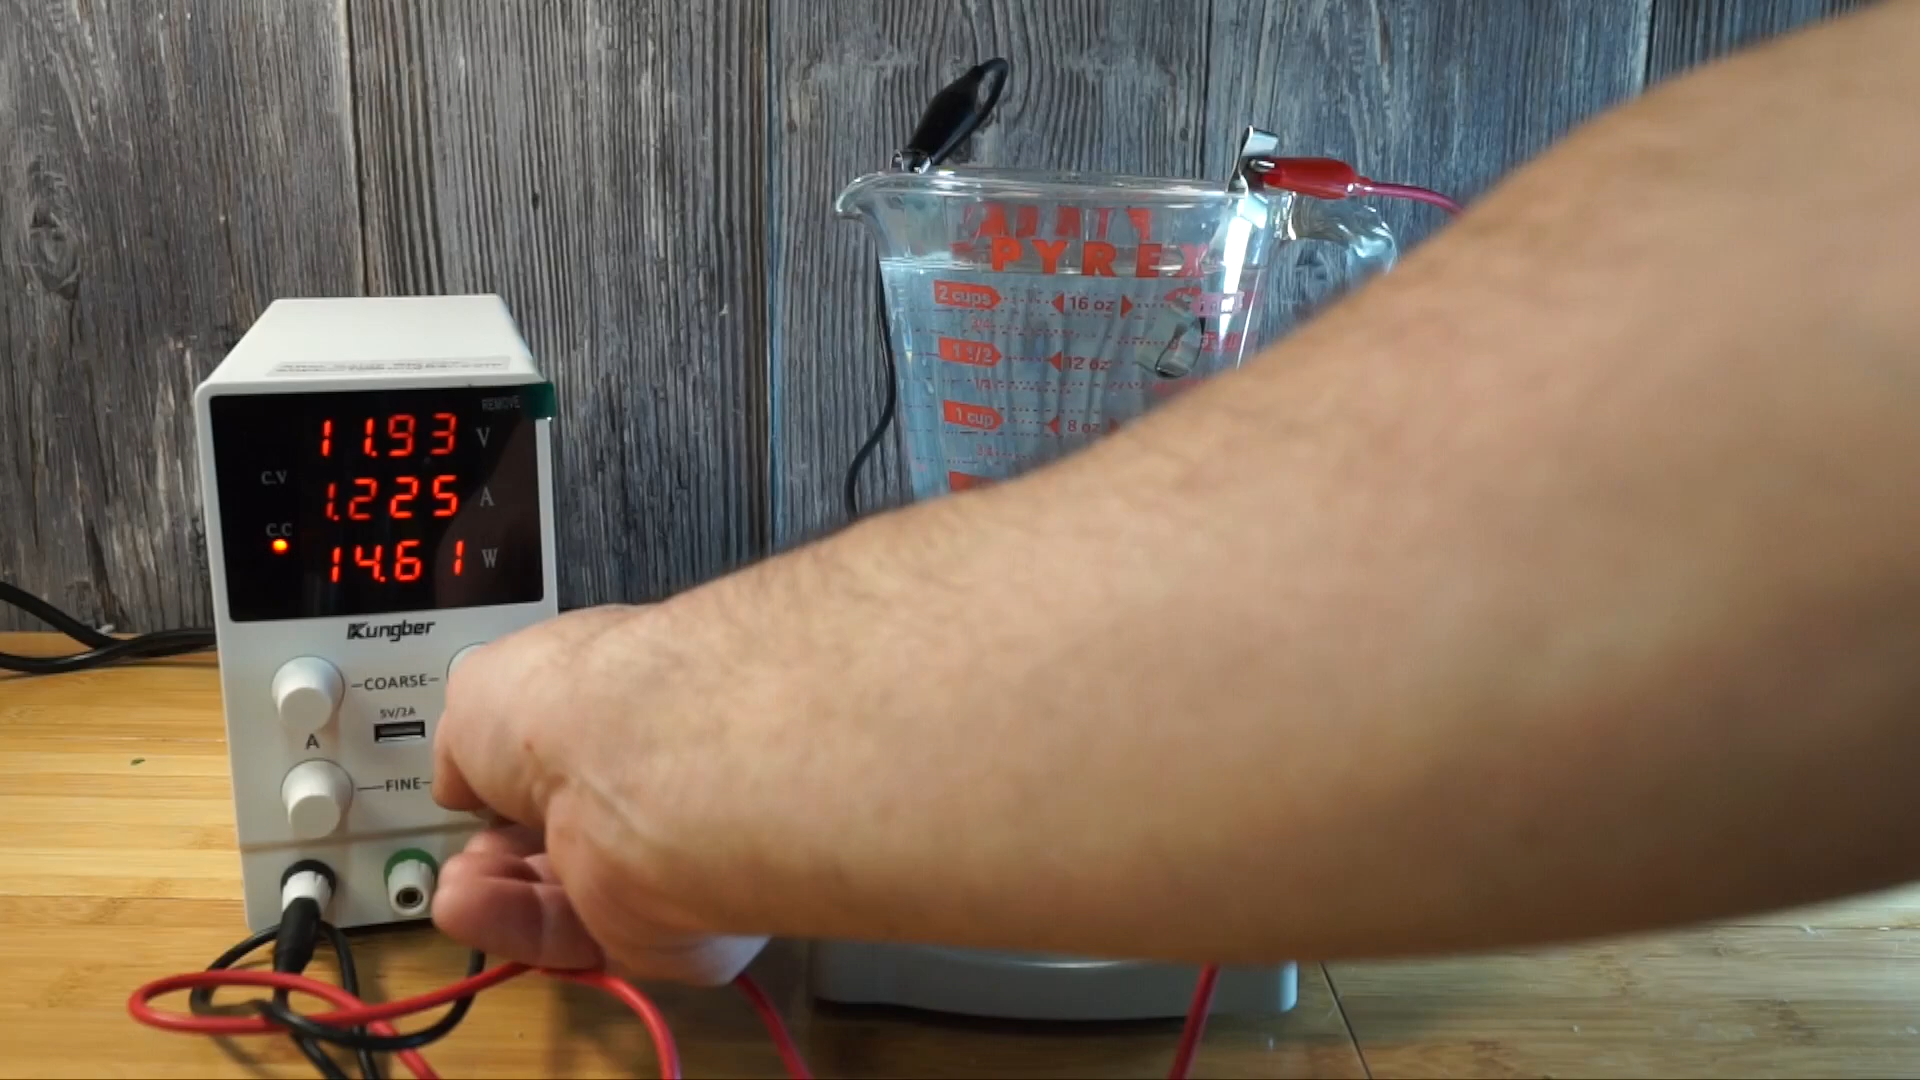 REMOVE
11.93 V
C.V
1.225 A
C.C
14.61 W
Kungber
COARSE
5V/2A
A
FINE
PYREX
2 cups
16 oz
1 1/2
12 oz
1 cup
8 oz